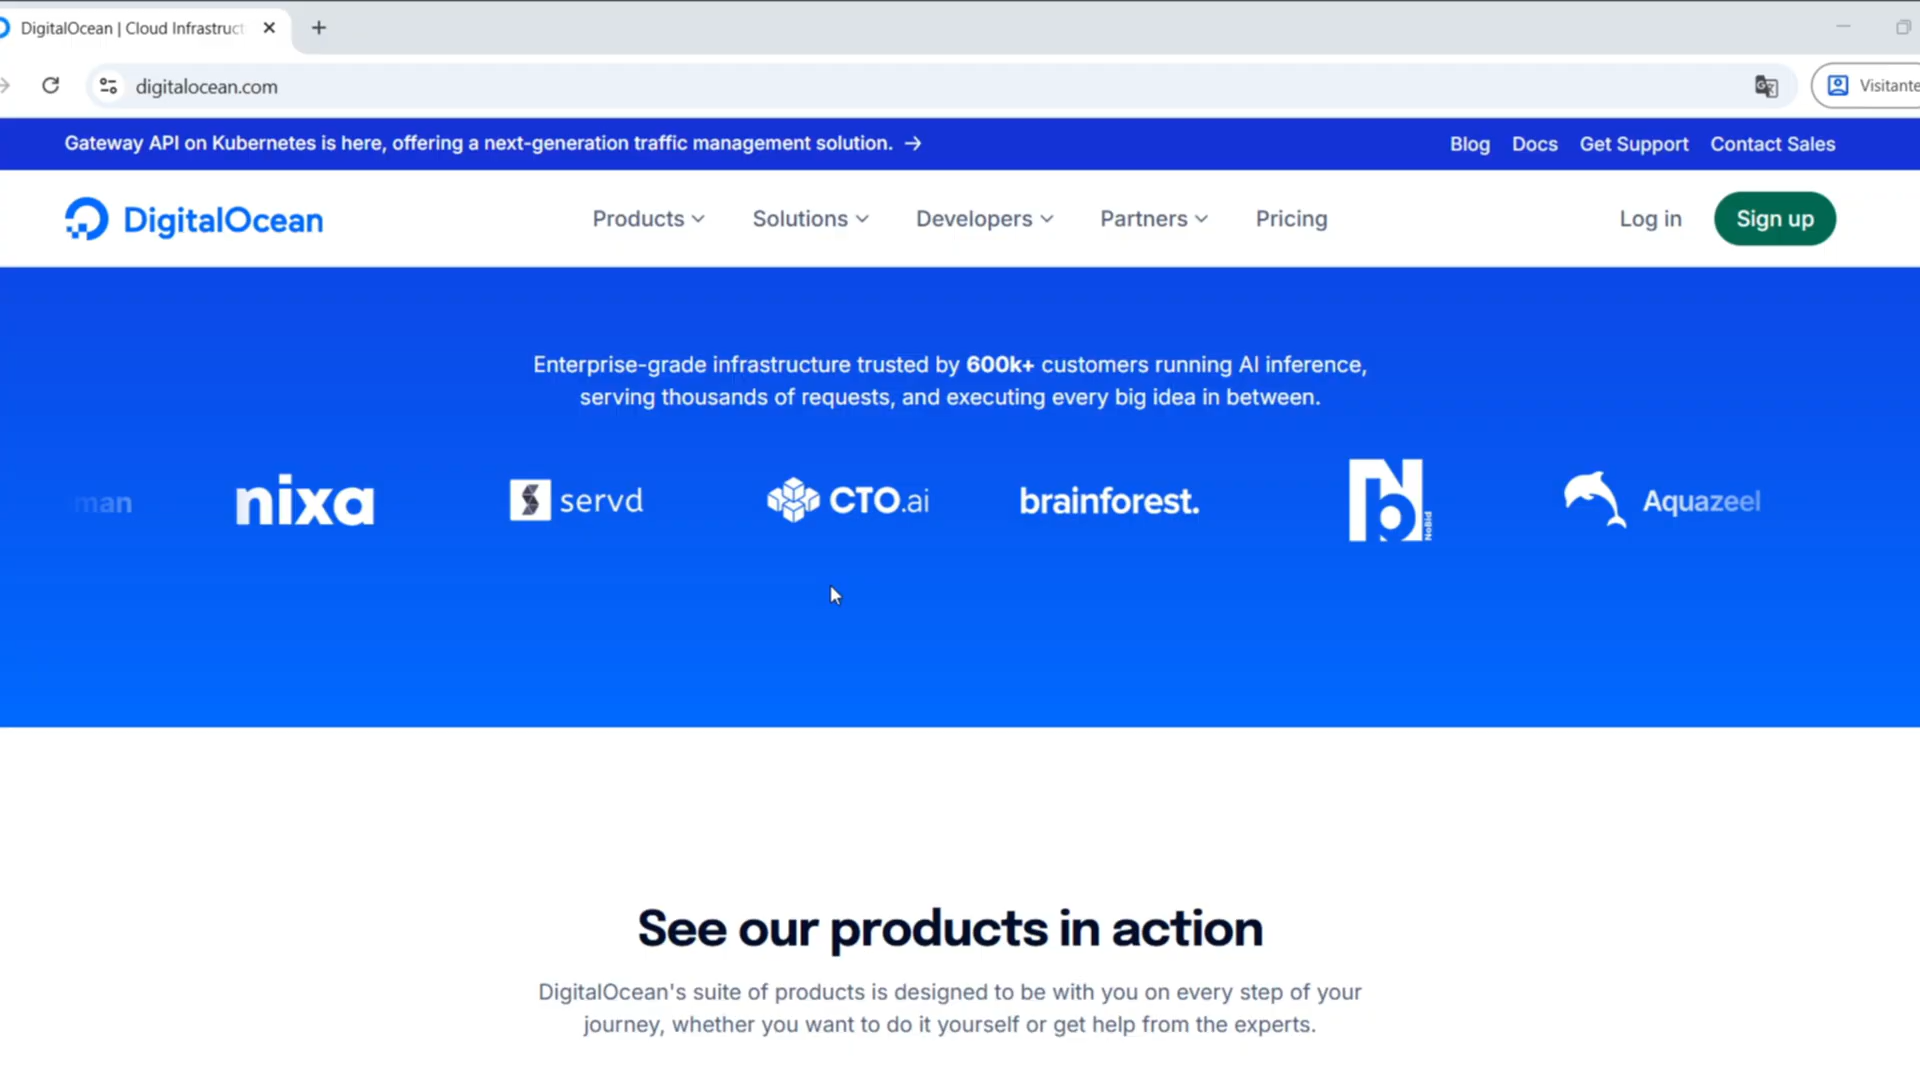 DigitalOcean | Cloud Infrastruct
digitalocean.com
Visitante
Gateway API on Kubernetes is here, offering a next-generation traffic management solution. →
Blog Docs Get Support Contact Sales
DigitalOcean
Products Solutions Developers Partners Pricing
Log in Sign up
Enterprise-grade infrastructure trusted by 600k+ customers running AI inference,
serving thousands of requests, and executing every big idea in between.
man nixa servd CTO.ai brainforest. Nb NoBid Aquazeel
See our products in action
DigitalOcean's suite of products is designed to be with you on every step of your
journey, whether you want to do it yourself or get help from the experts.